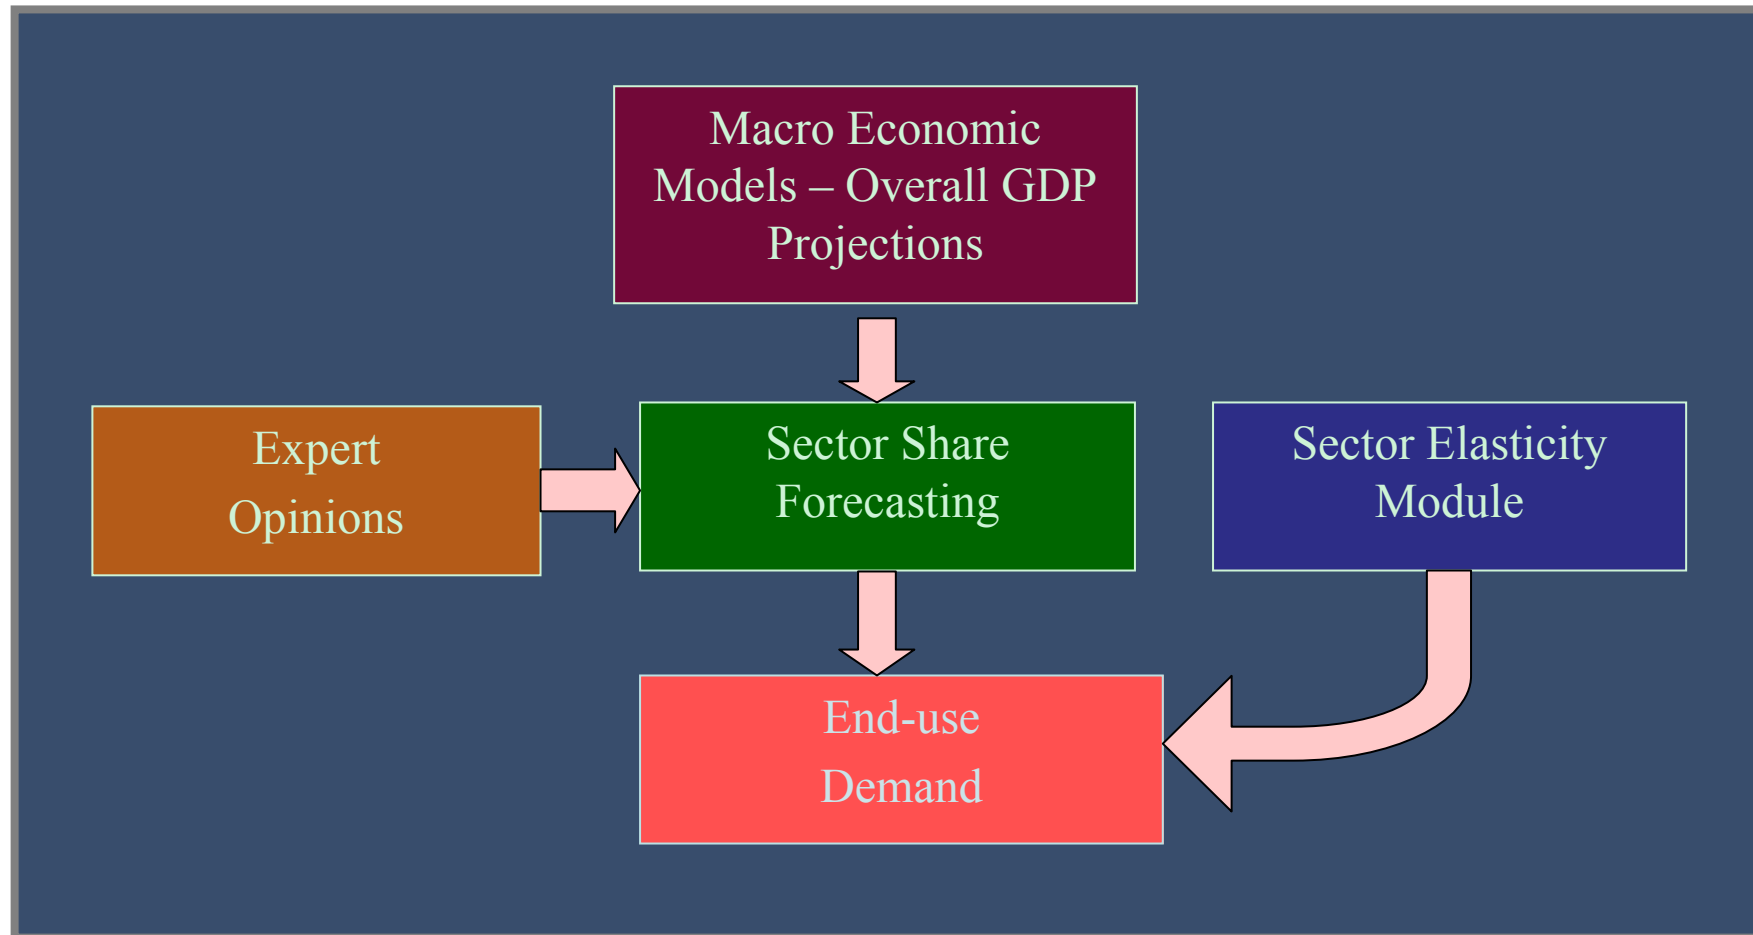 Macro Economic
Models – Overall GDP
Projections
Expert
Opinions
Sector Share
Forecasting
Sector Elasticity
Module
End-use
Demand